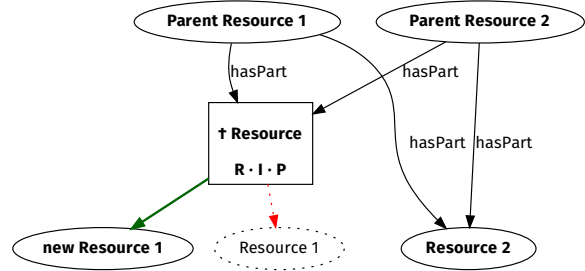 Parent Resource 1
Parent Resource 2
hasPart
hasPart
† Resource
hasPart
hasPart
R · I · P
new Resource 1
Resource 1
Resource 2